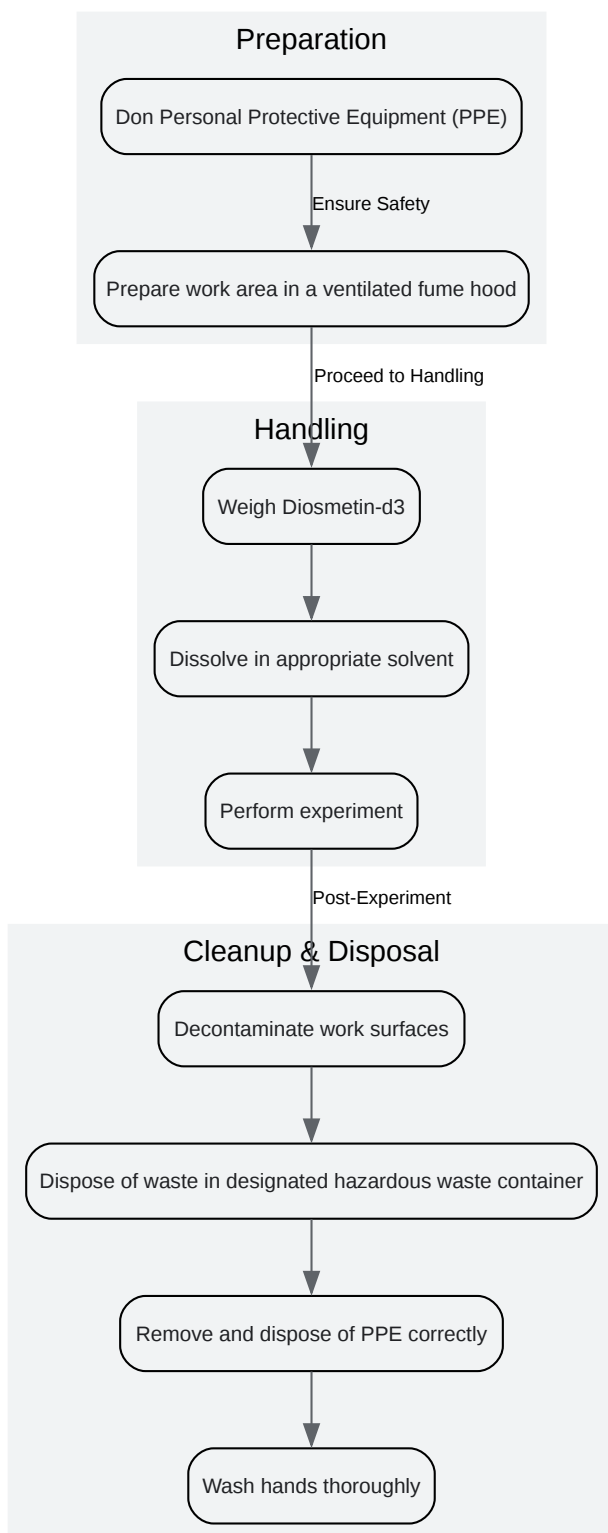 Preparation
Don Personal Protective Equipment (PPE)
Ensure Safety
Prepare work area in a ventilated fume hood
Proceed to Handling
Handling
Weigh Diosmetin-d3
Dissolve in appropriate solvent
Perform experiment
Post-Experiment
Cleanup & Disposal
Decontaminate work surfaces
Dispose of waste in designated hazardous waste container
Remove and dispose of PPE correctly
Wash hands thoroughly